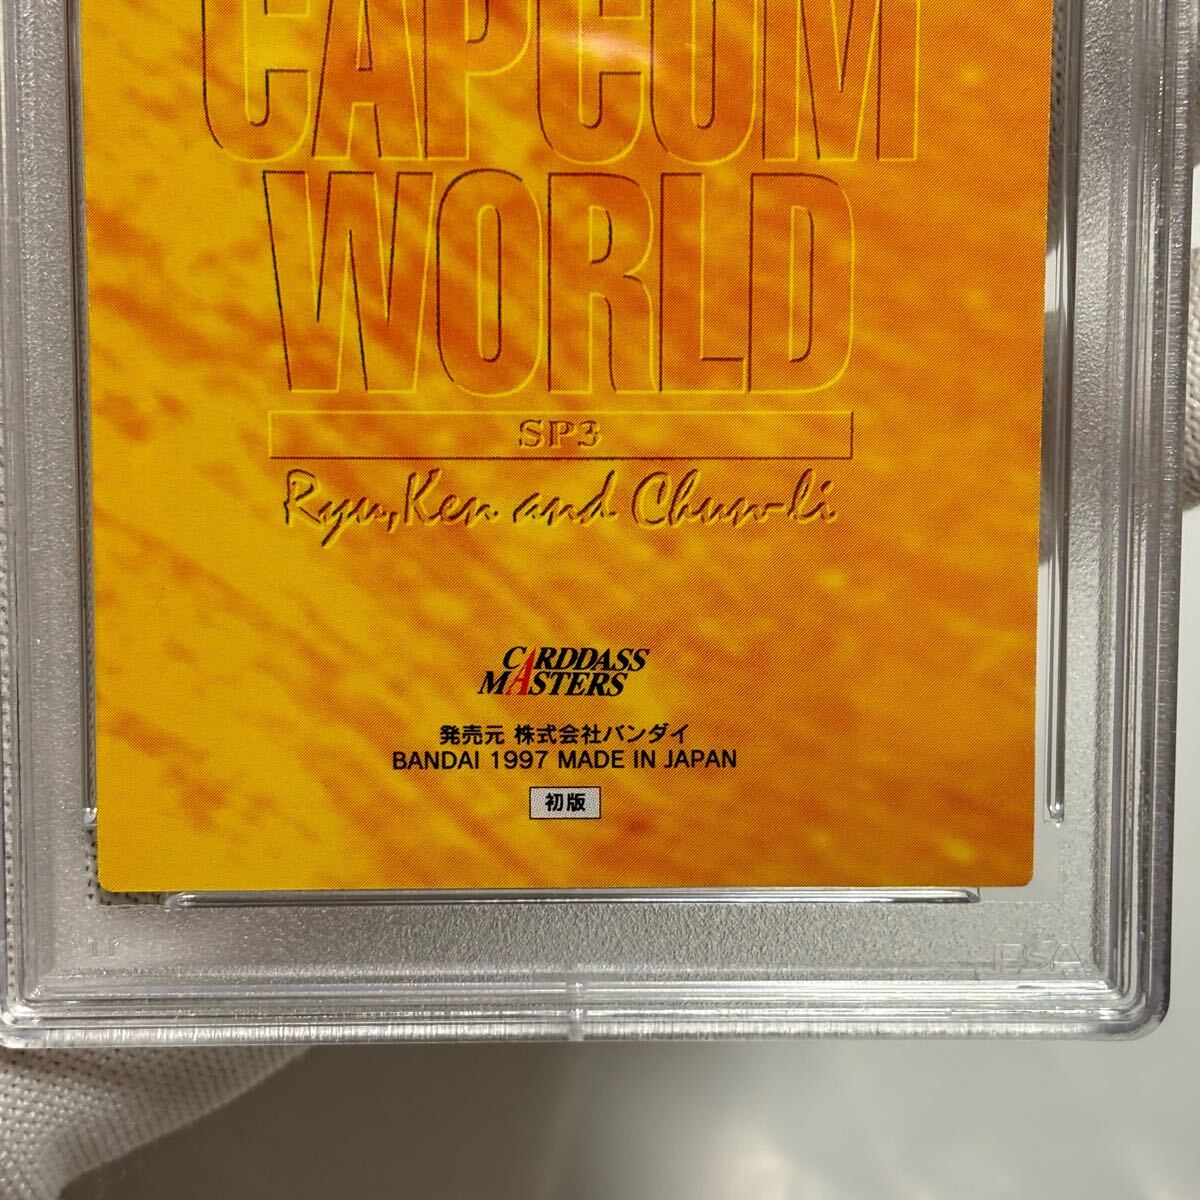 CAPCOM
WORLD
SP3
Ryu, Ken and Chun-li
CARDDASS
MASTERS
発売元 株式会社バンダイ
BANDAI 1997 MADE IN JAPAN
初版
PSA